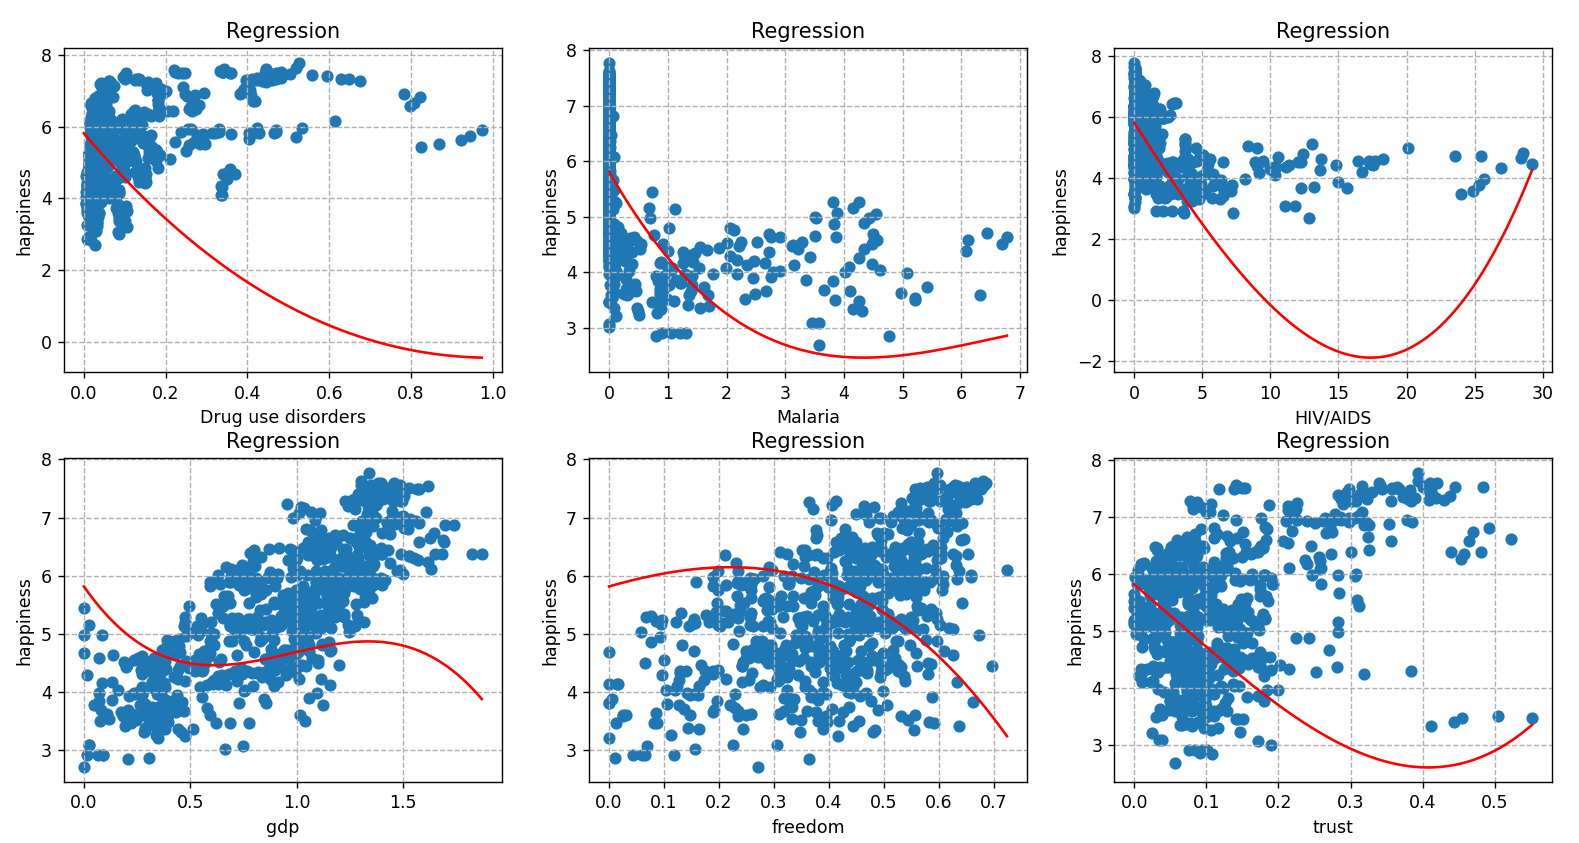 Regression
Regression
Regression
happiness
8
6
4
2
0
0.0 0.2 0.4 0.6 0.8 1.0
Drug use disorders
happiness
8
7
6
5
4
3
0 1 2 3 4 5 6 7
Malaria
happiness
8
6
4
2
0
−2
0 5 10 15 20 25 30
HIV/AIDS
Regression
Regression
Regression
happiness
8
7
6
5
4
3
0.0 0.5 1.0 1.5
gdp
happiness
8
7
6
5
4
3
0.0 0.1 0.2 0.3 0.4 0.5 0.6 0.7
freedom
happiness
8
7
6
5
4
3
0.0 0.1 0.2 0.3 0.4 0.5
trust